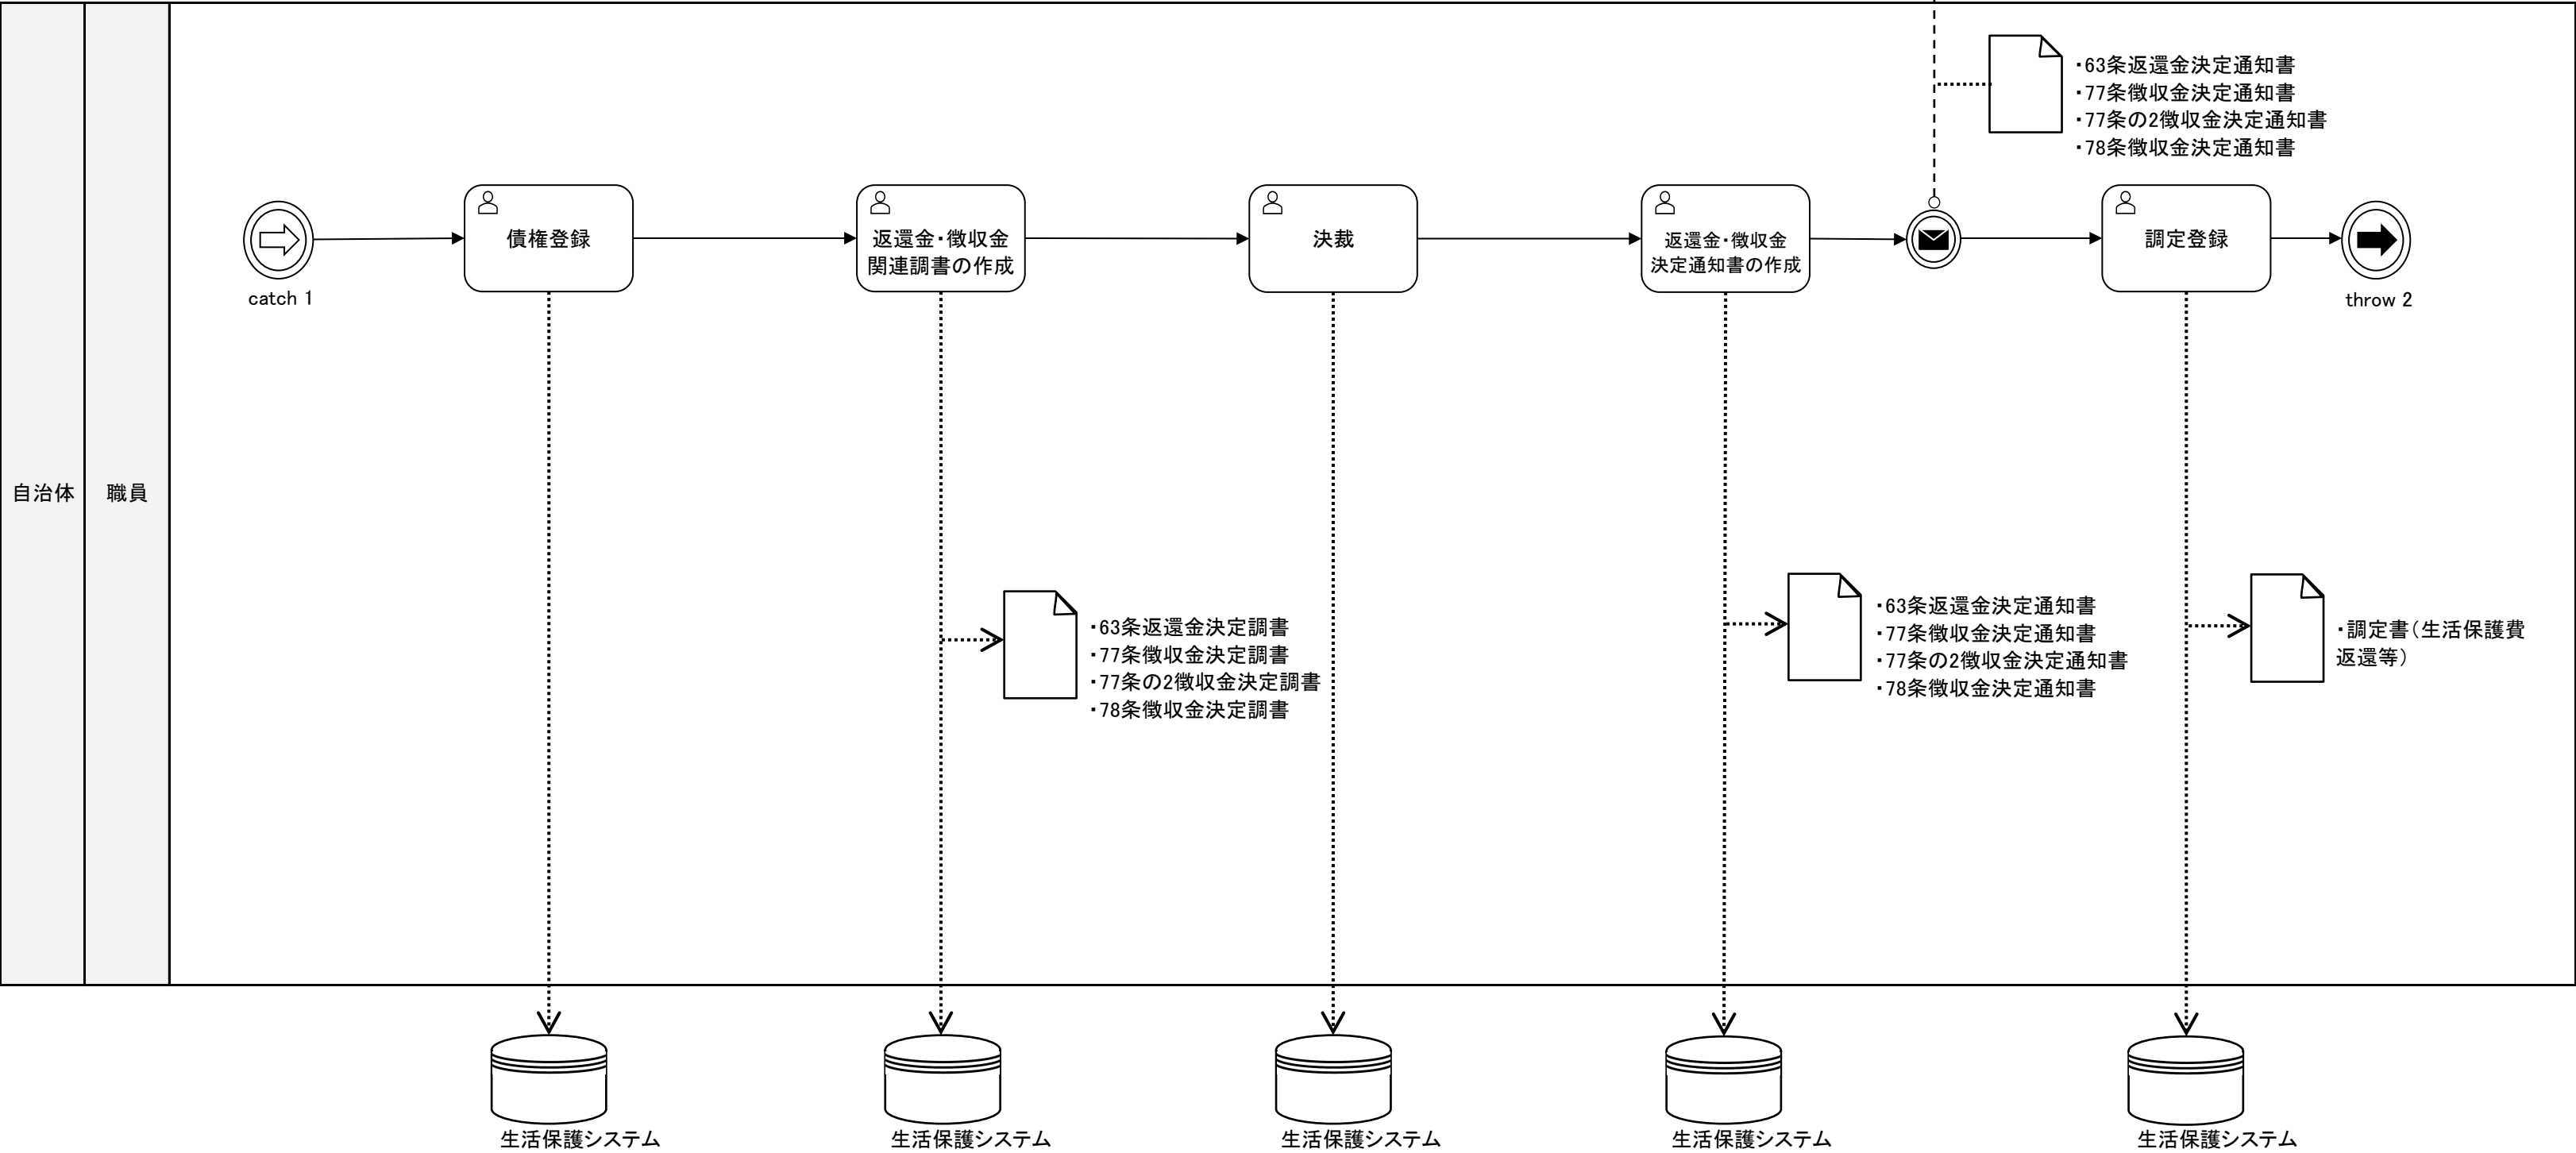 ・63条返還金決定通知書
・77条徴収金決定通知書
・77条の2徴収金決定通知書
・78条徴収金決定通知書
catch 1
債権登録
返還金・徴収金
関連調書の作成
決裁
返還金・徴収金
決定通知書の作成
調定登録
throw 2
自治体
職員
・63条返還金決定調書
・77条徴収金決定調書
・77条の2徴収金決定調書
・78条徴収金決定調書
・63条返還金決定通知書
・77条徴収金決定通知書
・77条の2徴収金決定通知書
・78条徴収金決定通知書
・調定書（生活保護費
返還等）
生活保護システム
生活保護システム
生活保護システム
生活保護システム
生活保護システム